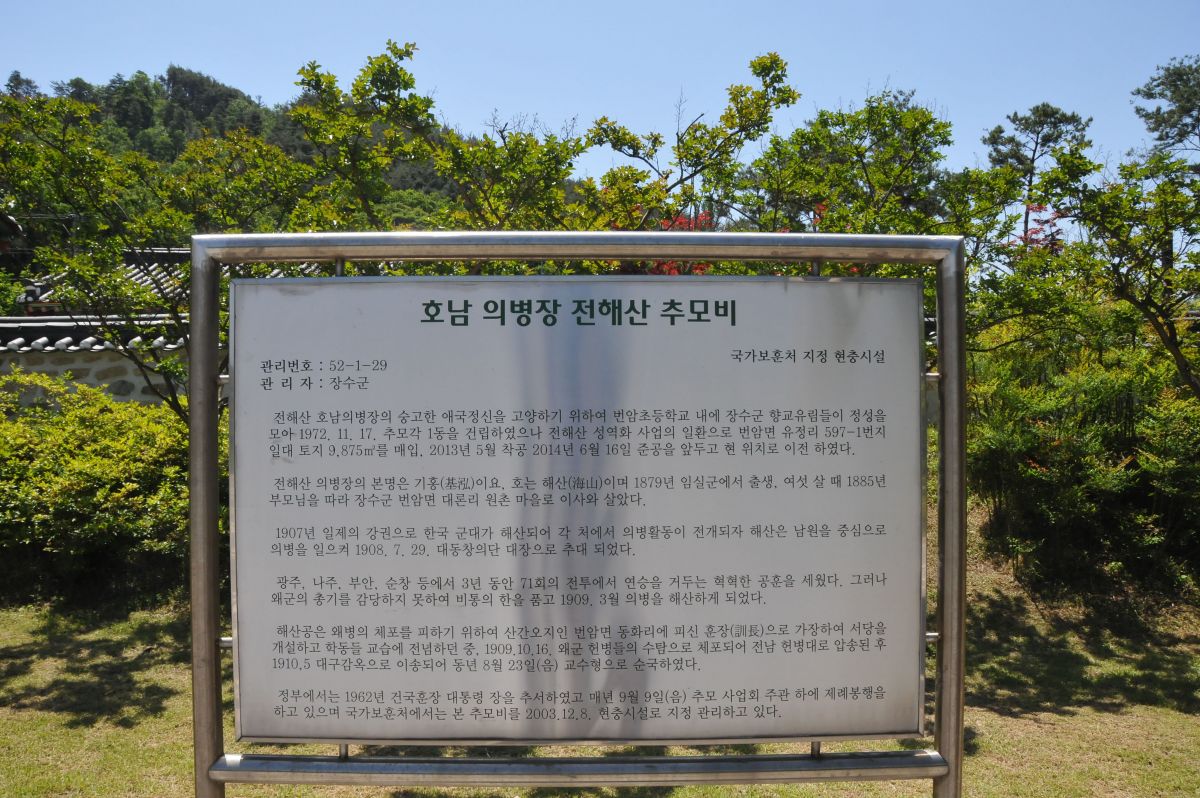 호남 의병장 전해산 추모비
관리번호 : 52-1-29
국가보훈처 지정 현충시설
관 리 자 : 장수군
전해산 호남의병장의 숭고한 애국정신을 고양하기 위하여 번암초등학교 내에 장수군 향교유림들이 정성을
모아 1972. 11. 17. 추모각 1동을 건립하였으나 전해산 성역화 사업의 일환으로 번암면 유정리 597-1번지
일대 토지 9,875㎡를 매입, 2013년 5월 착공 2014년 6월 16일 준공을 앞두고 현 위치로 이전 하였다.
전해산 의병장의 본명은 기홍(基泓)이요, 호는 해산(海山)이며 1879년 임실군에서 출생, 여섯 살 때 1885년
부모님을 따라 장수군 번암면 대론리 원촌 마을로 이사와 살았다.
1907년 일제의 강권으로 한국 군대가 해산되어 각 처에서 의병활동이 전개되자 해산은 남원을 중심으로
의병을 일으켜 1908. 7. 29. 대동창의단 대장으로 추대 되었다.
광주, 나주, 부안, 순창 등에서 3년 동안 71회의 전투에서 연승을 거두는 혁혁한 공훈을 세웠다. 그러나
왜군의 총기를 감당하지 못하여 비통의 한을 품고 1909. 3월 의병을 해산하게 되었다.
해산공은 왜병의 체포를 피하기 위하여 산간오지인 번암면 동화리에 피신 훈장(訓長)으로 가장하여 서당을
개설하고 학동들 교습에 전념하던 중, 1909.10.16. 왜군 헌병들의 수탐으로 체포되어 전남 헌병대로 압송된 후
1910.5 대구감옥으로 이송되어 동년 8월 23일(음) 교수형으로 순국하였다.
정부에서는 1962년 건국훈장 대통령 장을 추서하였고 매년 9월 9일(음) 추모 사업회 주관 하에 제례봉행을
하고 있으며 국가보훈처에서는 본 추모비를 2003.12.8. 현충시설로 지정 관리하고 있다.